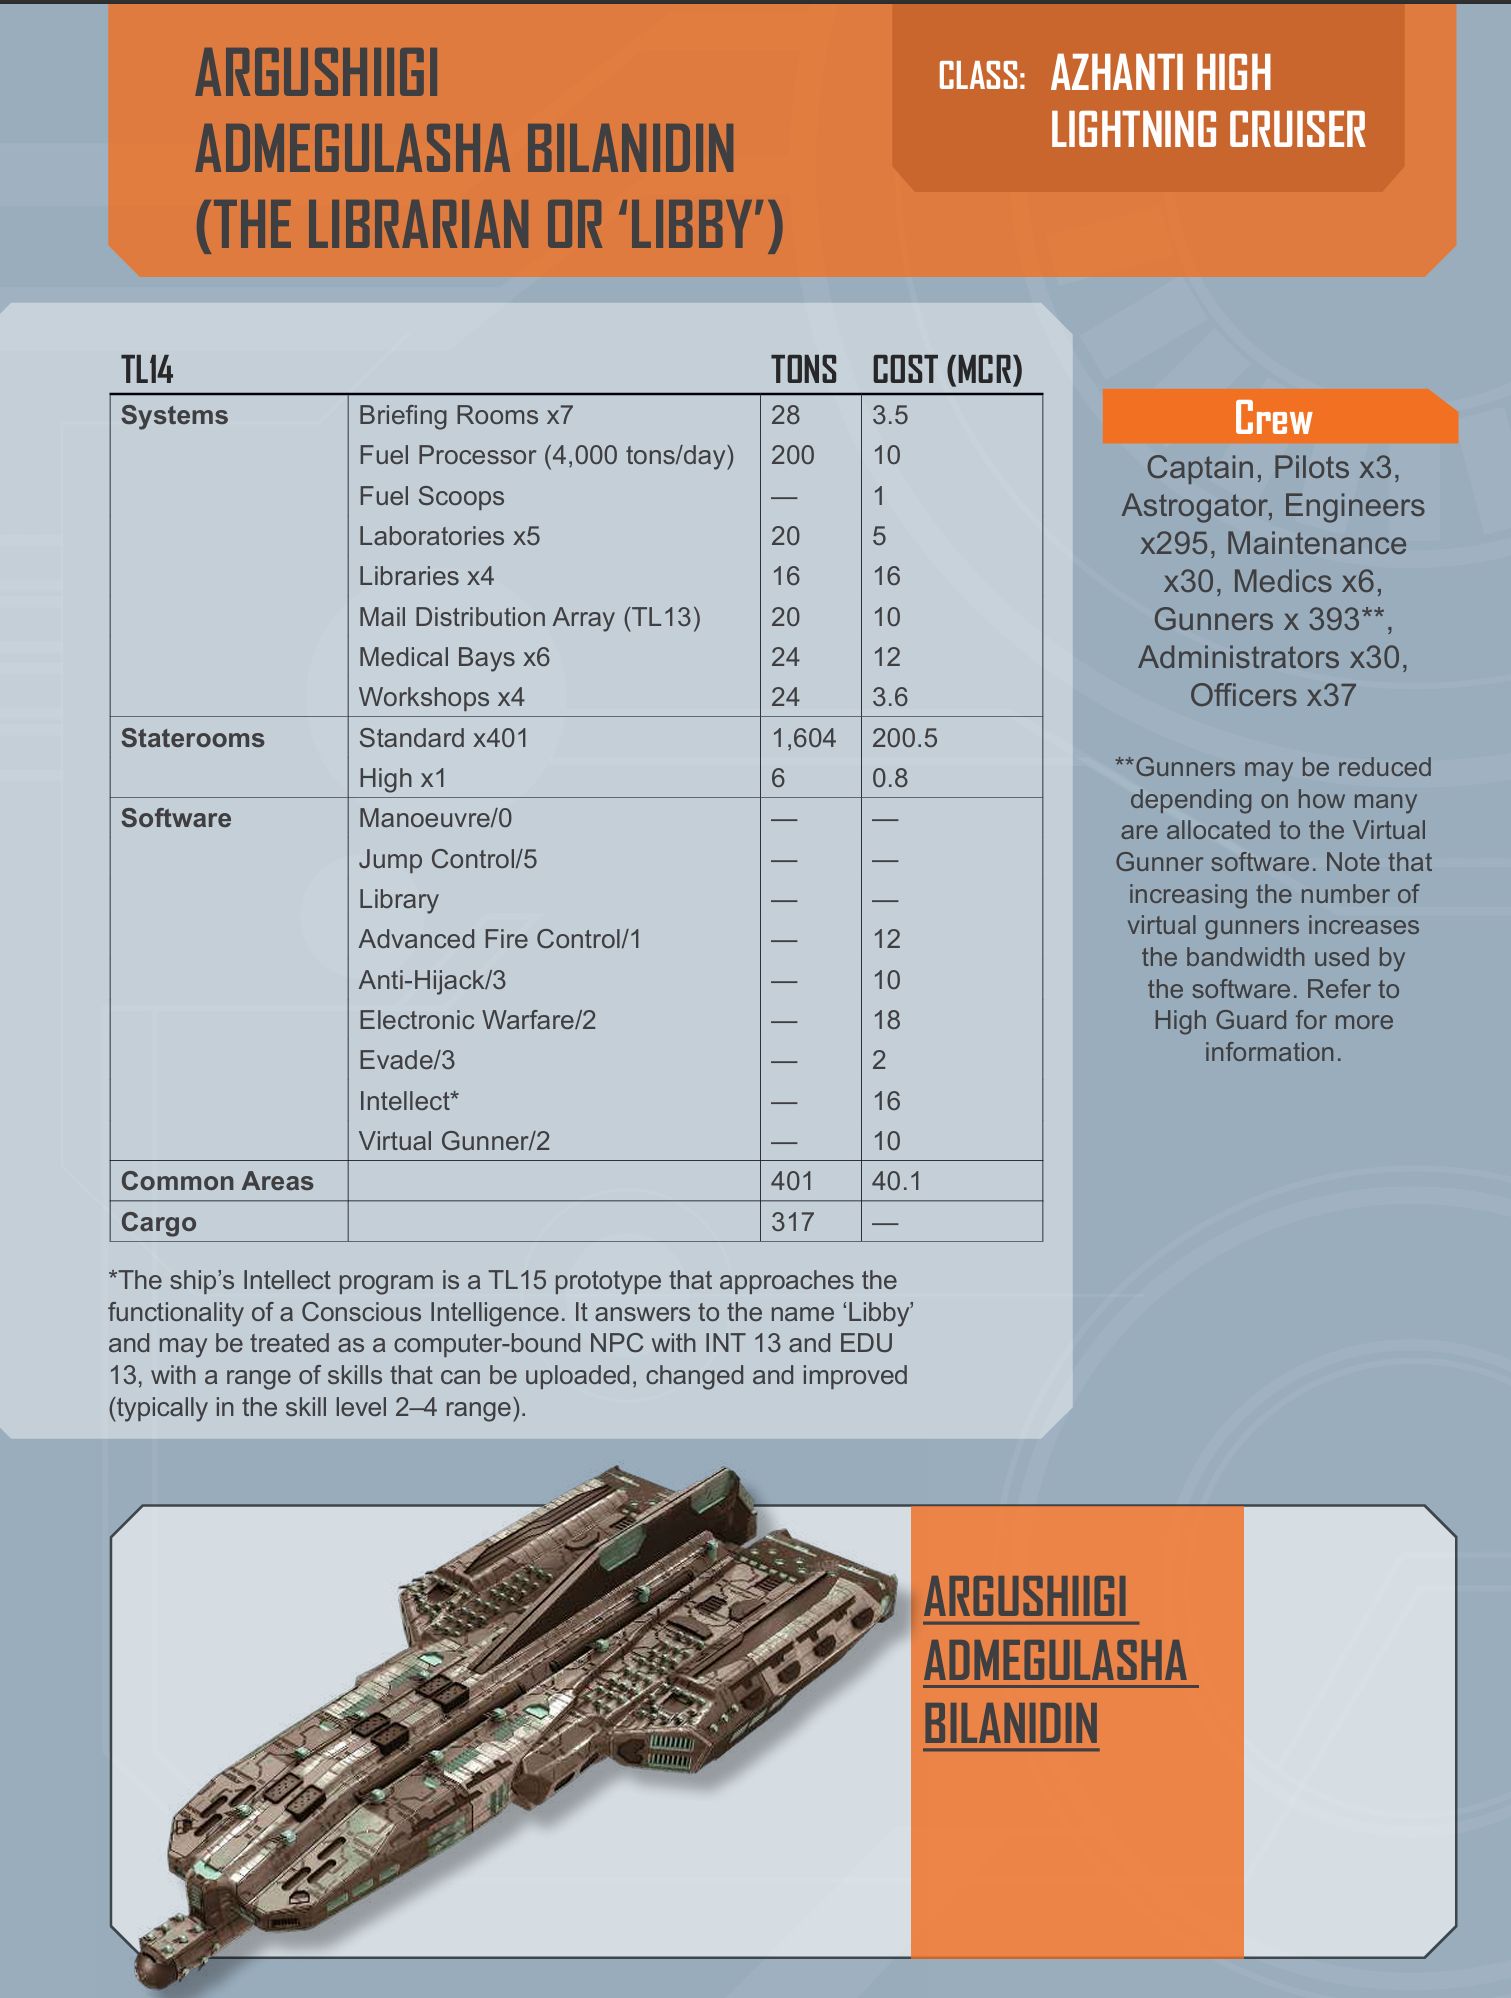 ARGUSHIIGI
ADMEGULASHA BILANIDIN
(THE LIBRARIAN OR ‘LIBBY’)
CLASS: AZHANTI HIGH
LIGHTNING CRUISER
TL14 TONS COST (MCR)
Systems Briefing Rooms x7 28 3.5
Fuel Processor (4,000 tons/day) 200 10
Fuel Scoops — 1
Laboratories x5 20 5
Libraries x4 16 16
Mail Distribution Array (TL13) 20 10
Medical Bays x6 24 12
Workshops x4 24 3.6
Staterooms Standard x401 1,604 200.5
High x1 6 0.8
Software Manoeuvre/0 — —
Jump Control/5 — —
Library — —
Advanced Fire Control/1 — 12
Anti-Hijack/3 — 10
Electronic Warfare/2 — 18
Evade/3 — 2
Intellect* — 16
Virtual Gunner/2 — 10
Common Areas 401 40.1
Cargo 317 —
*The ship’s Intellect program is a TL15 prototype that approaches the
functionality of a Conscious Intelligence. It answers to the name ‘Libby’
and may be treated as a computer-bound NPC with INT 13 and EDU
13, with a range of skills that can be uploaded, changed and improved
(typically in the skill level 2–4 range).
Crew
Captain, Pilots x3,
Astrogator, Engineers
x295, Maintenance
x30, Medics x6,
Gunners x 393**,
Administrators x30,
Officers x37
**Gunners may be reduced
depending on how many
are allocated to the Virtual
Gunner software. Note that
increasing the number of
virtual gunners increases
the bandwidth used by
the software. Refer to
High Guard for more
information.
ARGUSHIIGI
ADMEGULASHA
BILANIDIN